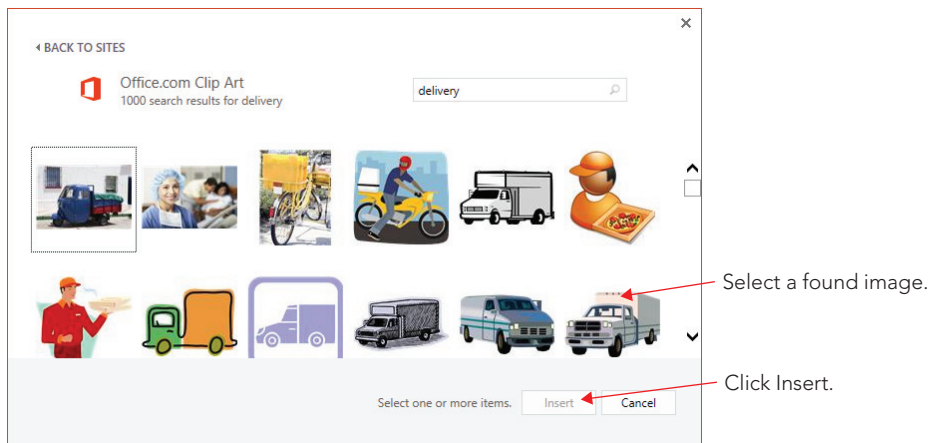 BACK TO SITES
Office.com Clip Art
1000 search results for delivery
delivery
Select a found image.
Click Insert.
Select one or more items.
Insert
Cancel